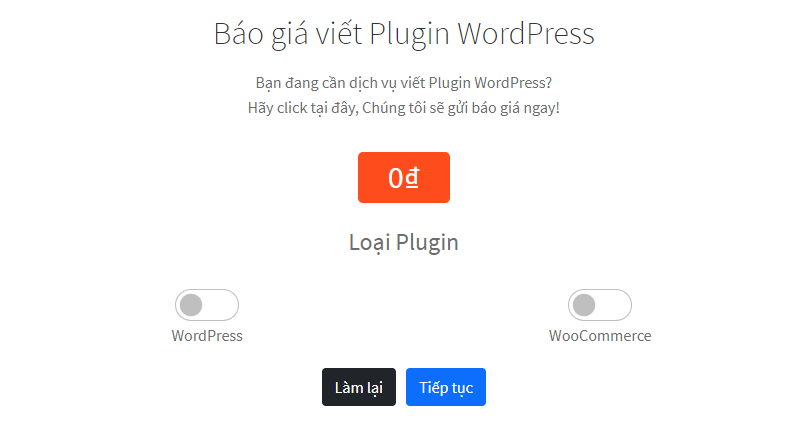 Báo giá viết Plugin WordPress
Bạn đang cần dịch vụ viết Plugin WordPress?
Hãy click tại đây, Chúng tôi sẽ gửi báo giá ngay!
0₫
Loại Plugin
WordPress
WooCommerce
Làm lại
Tiếp tục